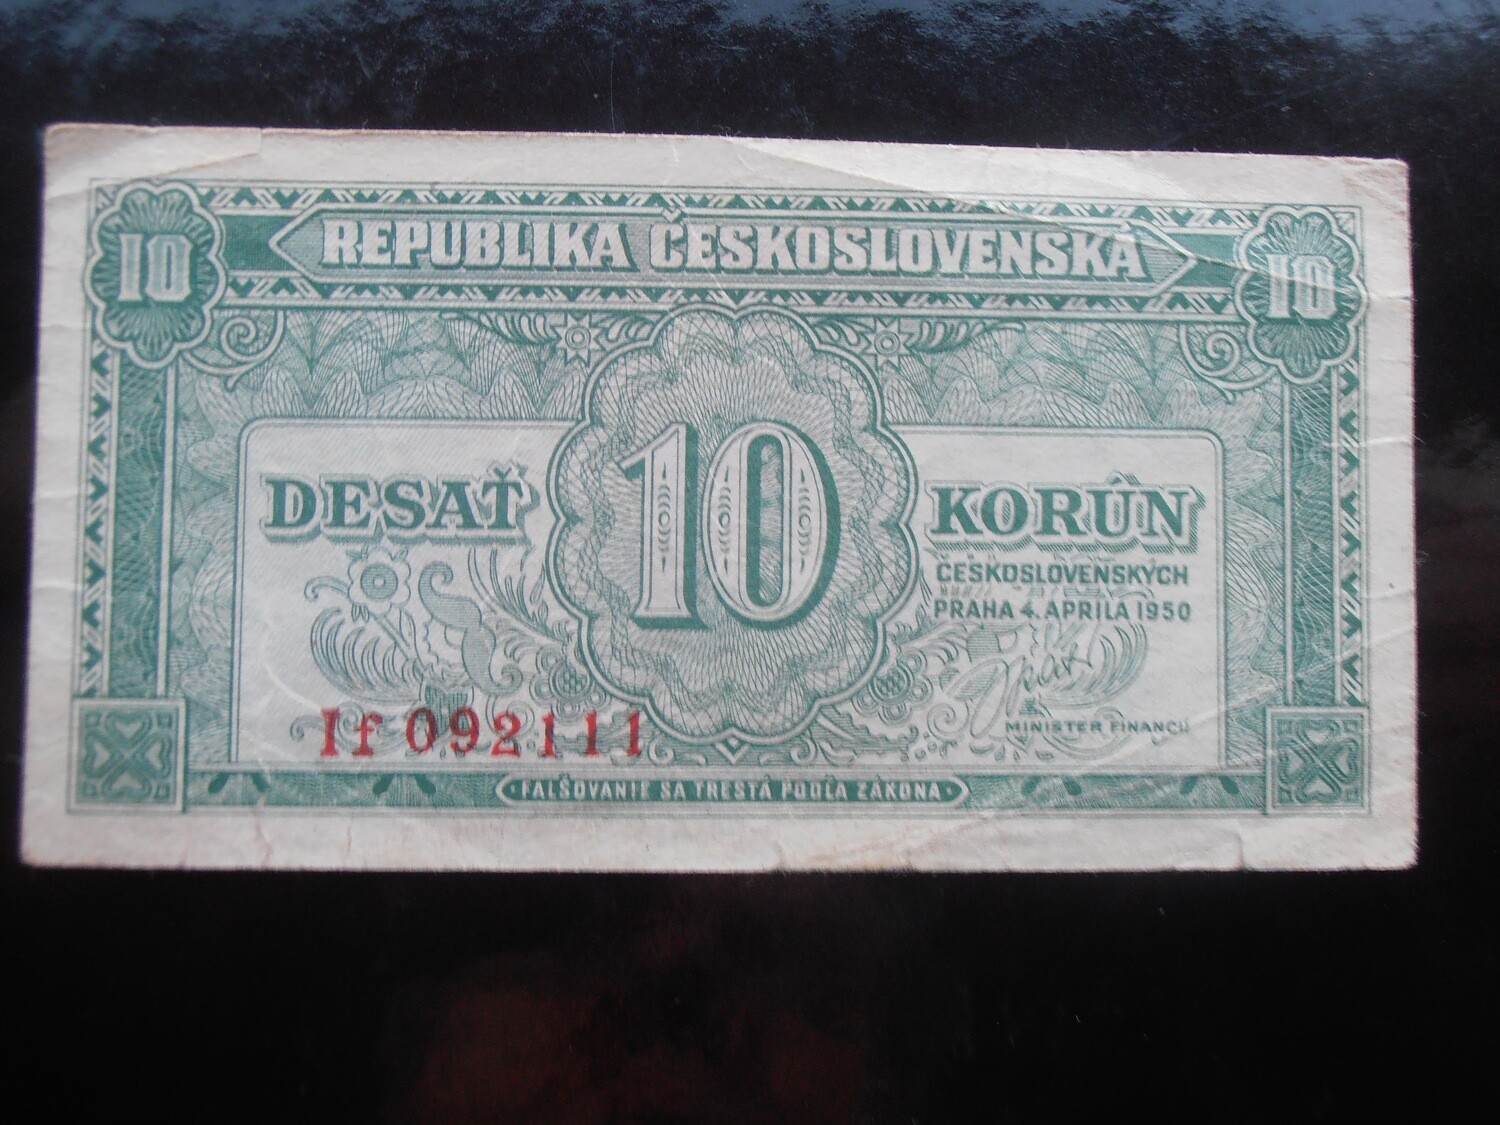 10 REPUBLIKA ČESKOSLOVENSKÁ 10
DESAŤ 10 KORÚN
ČESKOSLOVENSKÝCH
PRAHA 4. APRÍLA 1950
MINISTER FINANCIÍ
If 092111
FALŠOVANIE SA TRESTÁ PODĽA ZÁKONA